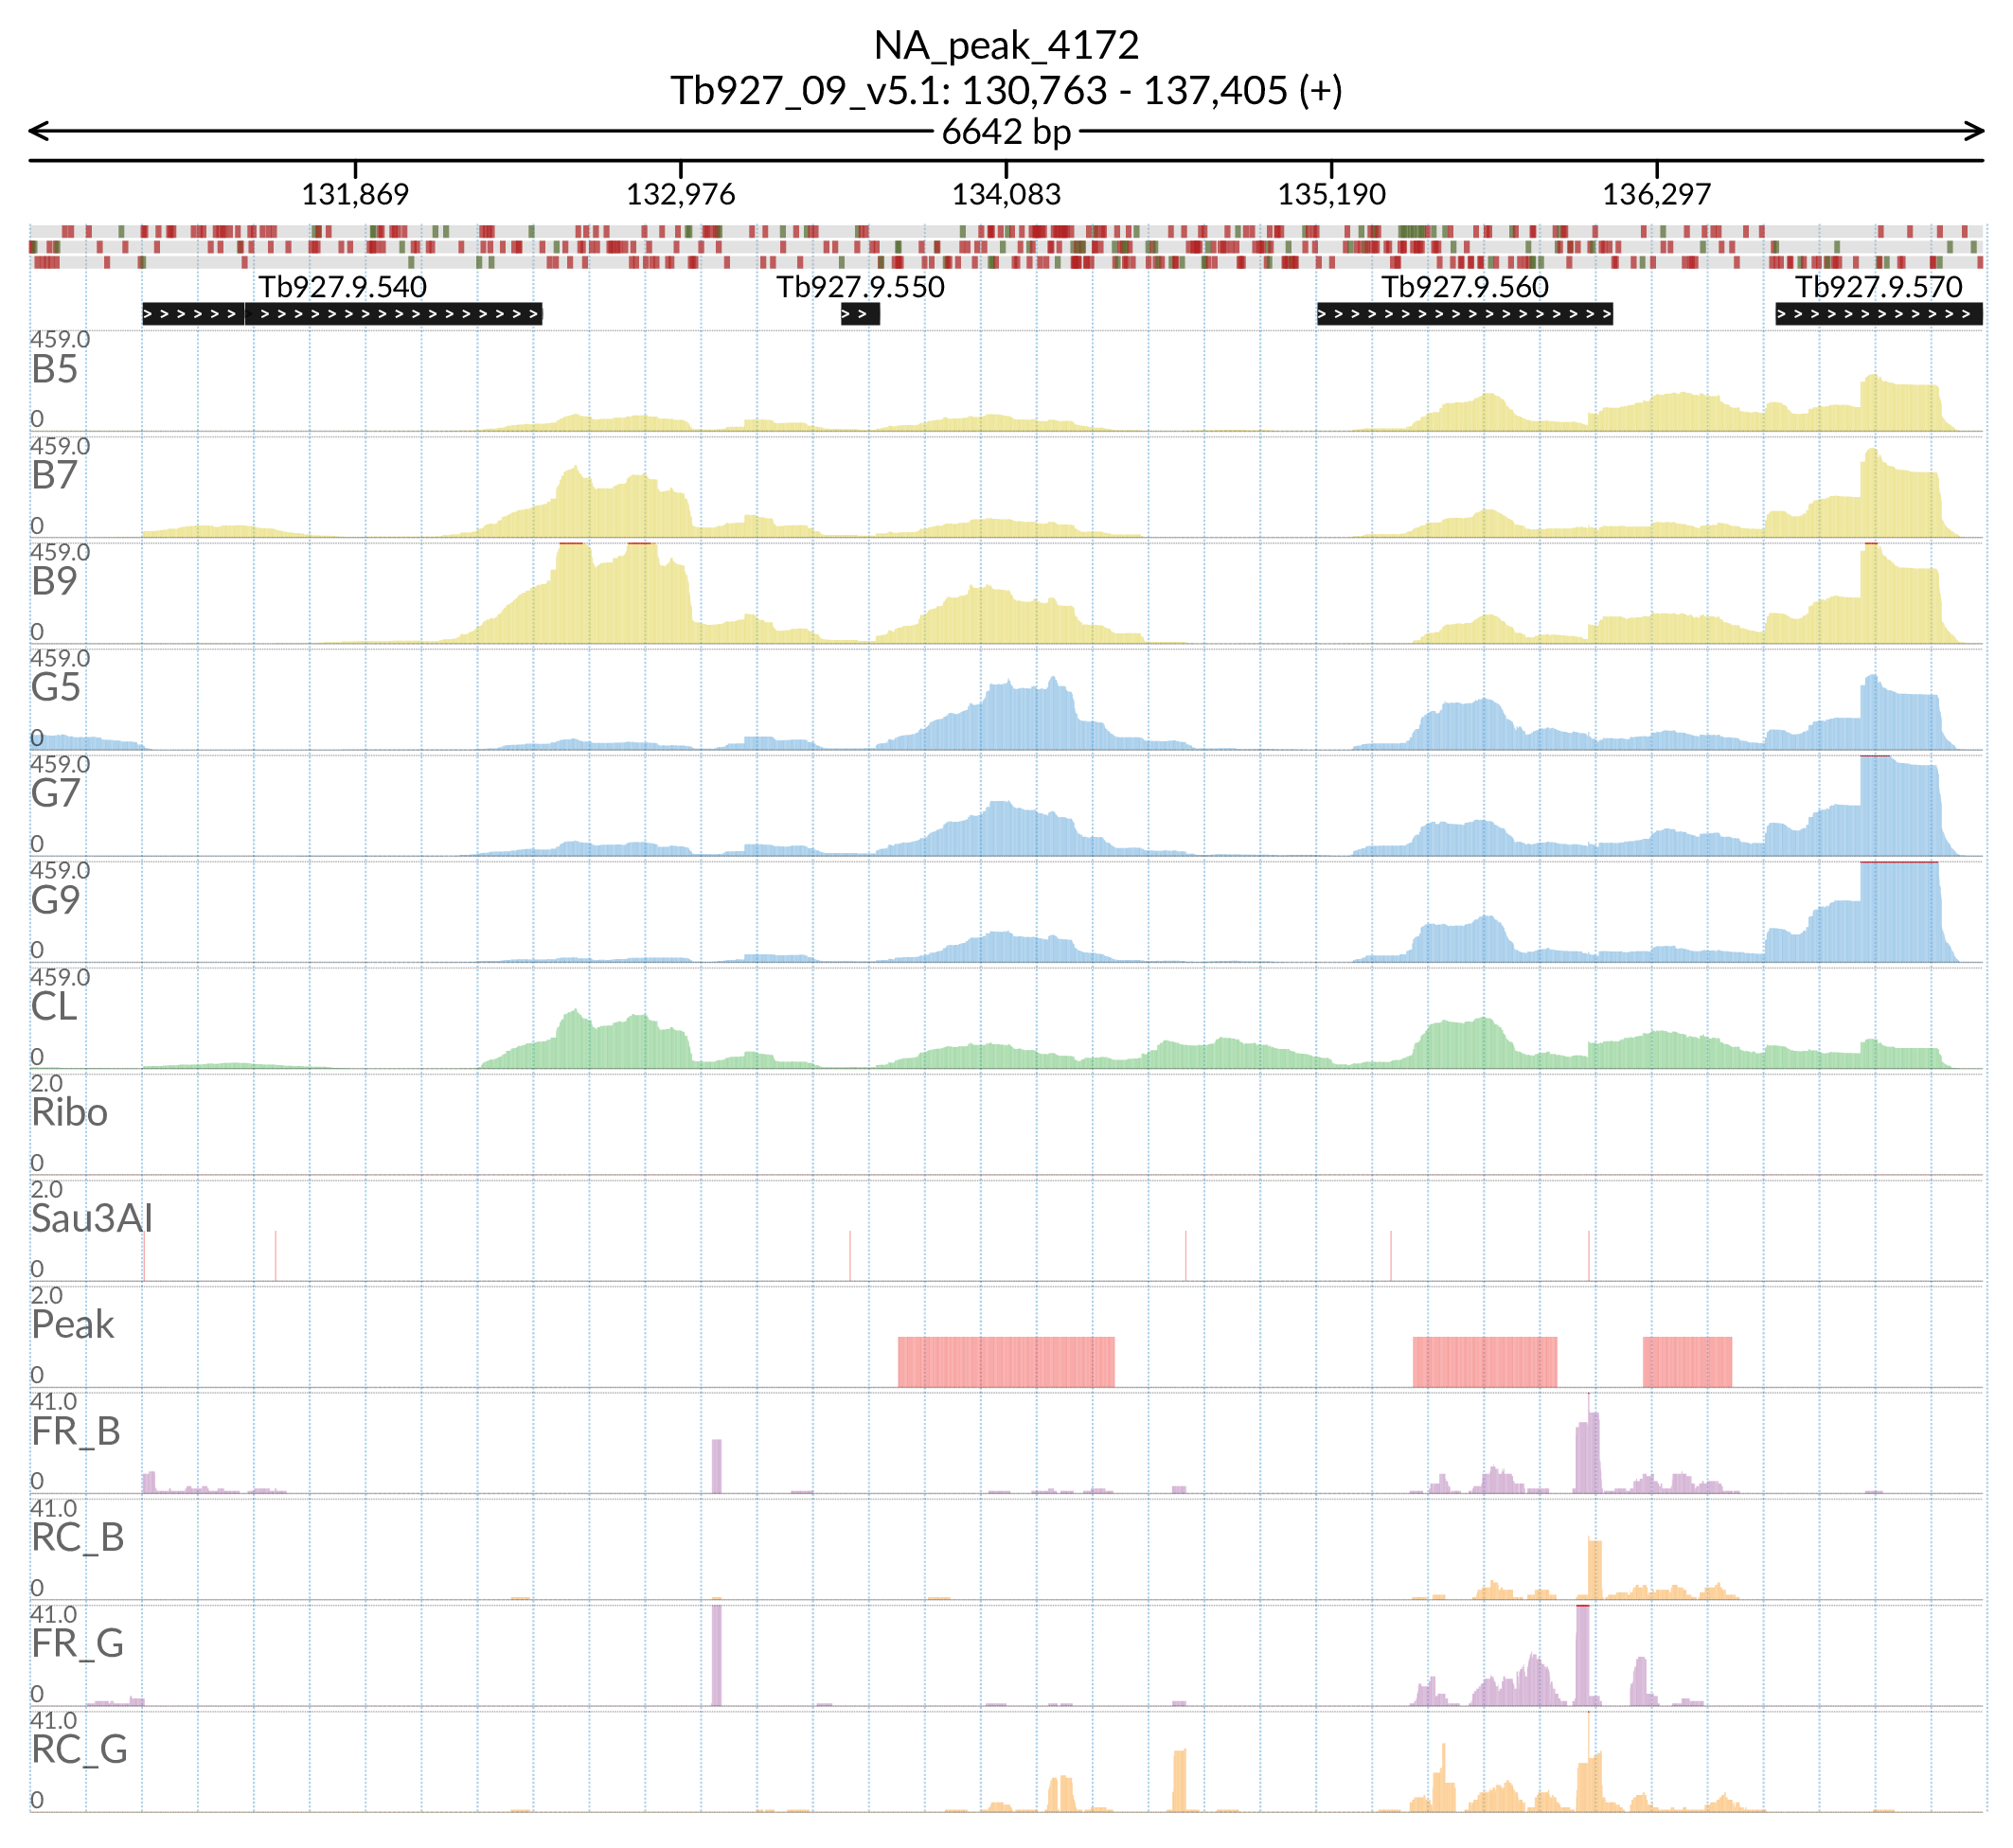 NA_peak_4172
Tb927_09_v5.1: 130,763 - 137,405 (+)
6642 bp
131,869 132,976 134,083 135,190 136,297
Tb927.9.540 Tb927.9.550 Tb927.9.560 Tb927.9.570
459.0
B5
0
459.0
B7
0
459.0
B9
0
459.0
G5
0
459.0
G7
0
459.0
G9
0
459.0
CL
0
2.0
Ribo
0
2.0
Sau3AI
0
2.0
Peak
0
41.0
FR_B
0
41.0
RC_B
0
41.0
FR_G
0
41.0
RC_G
0